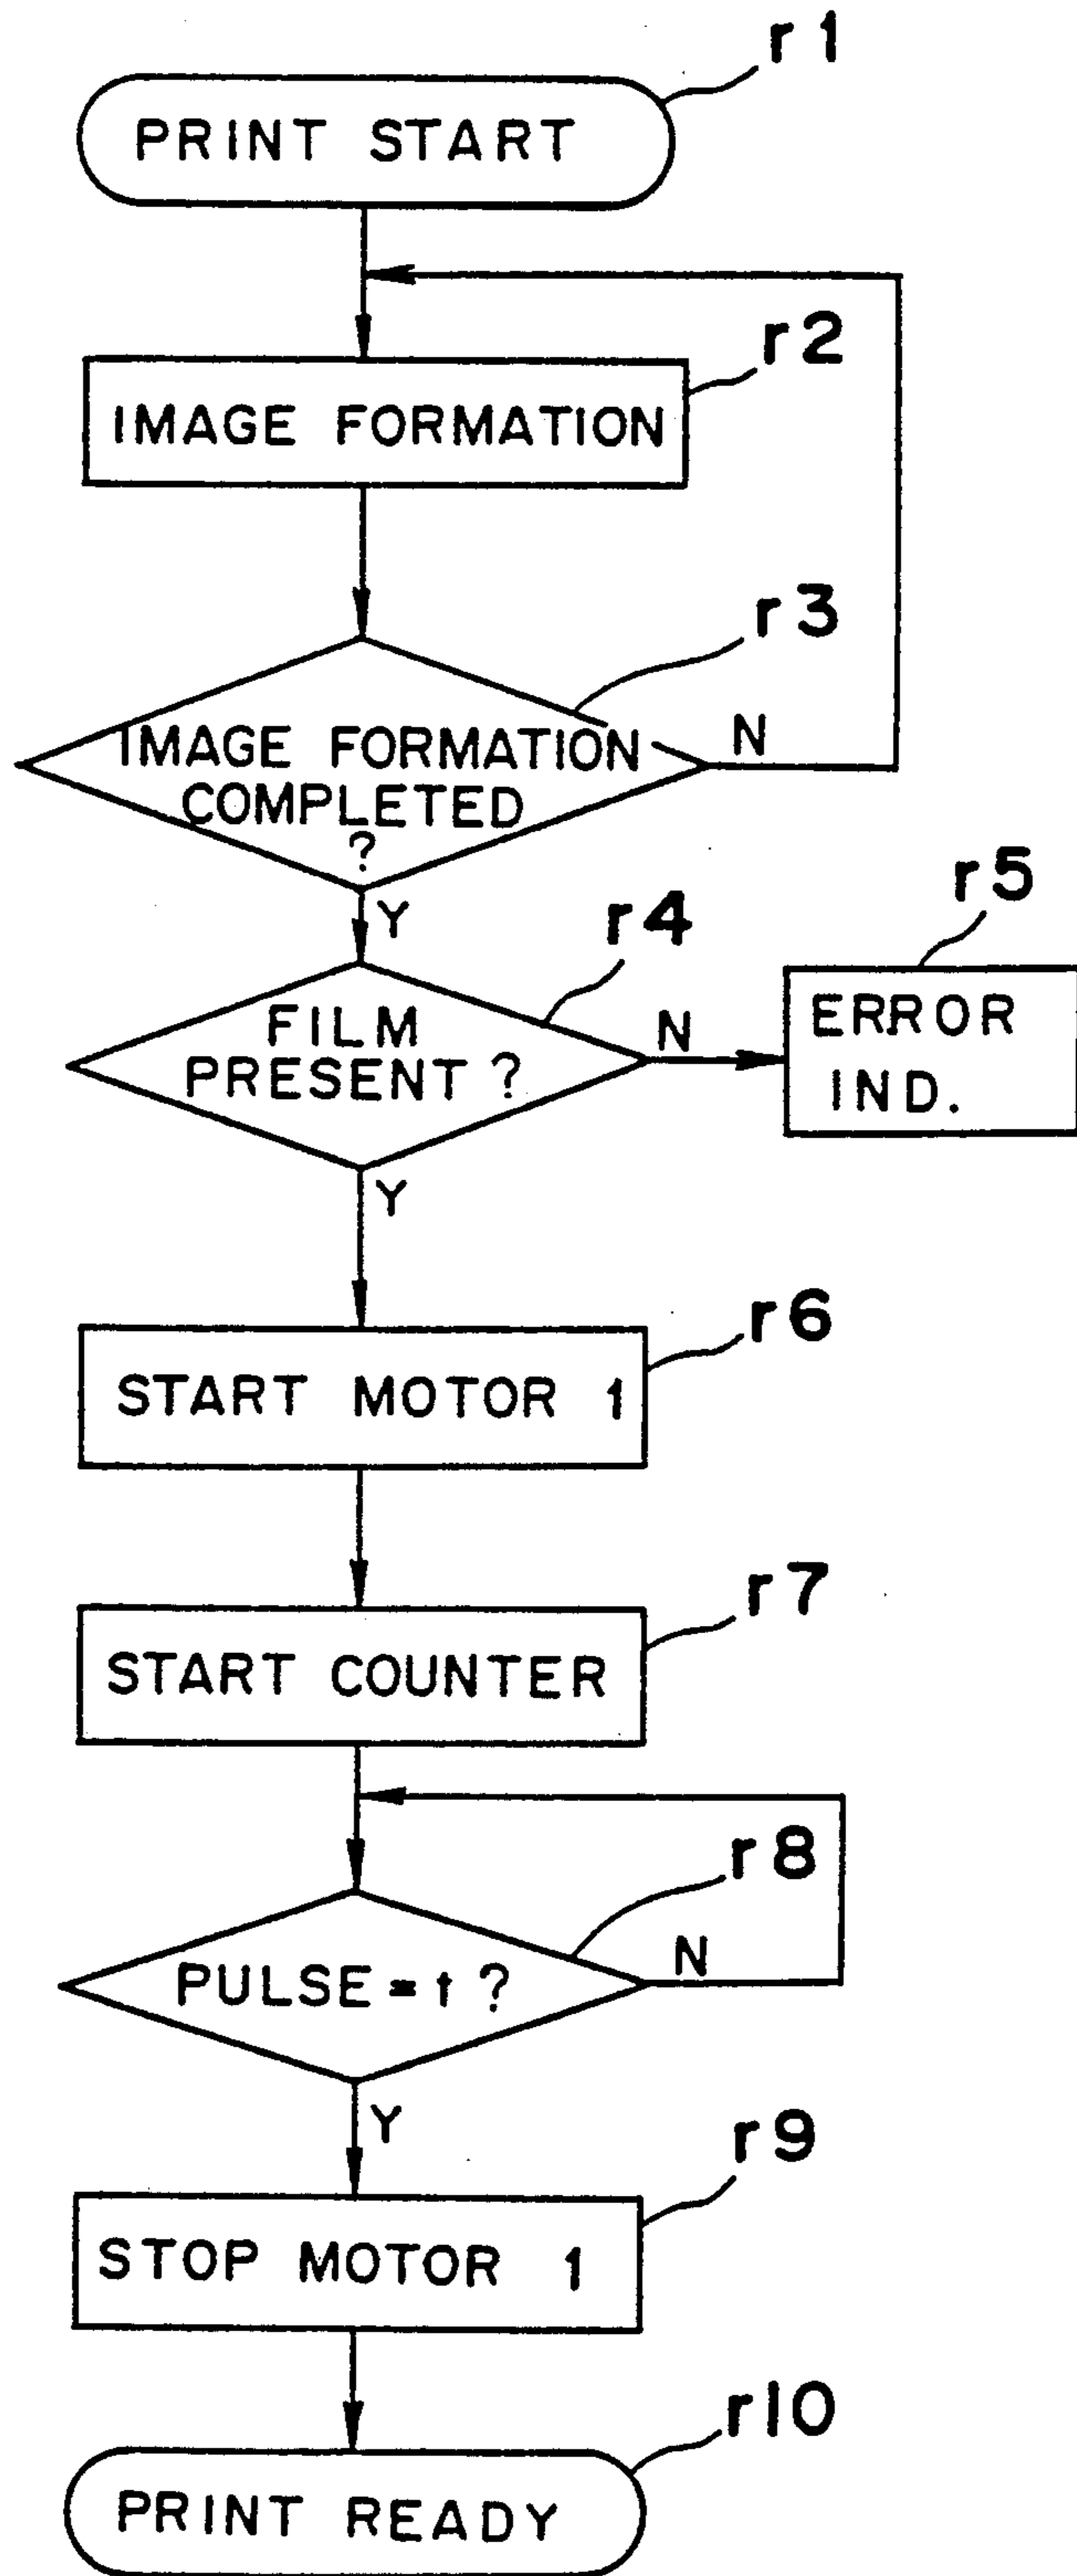 r1
PRINT START
r2
IMAGE FORMATION
r3
IMAGE FORMATION
COMPLETED
?
N
Y
r4
FILM
PRESENT ?
N
r5
ERROR
IND.
Y
r6
START MOTOR 1
r7
START COUNTER
r8
PULSE = t ?
N
Y
r9
STOP MOTOR 1
r10
PRINT READY